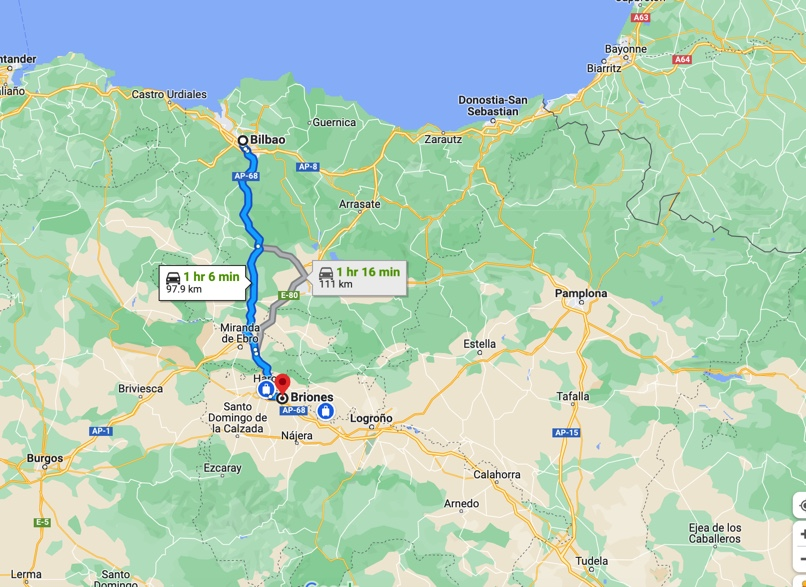 A63
Bayonne
A64
Biarritz
ntander
Castro Urdiales
Donostia-San
Sebastian
Guernica
Zarautz
Bilbao
AP-8
AP-68
Arrasate
1 hr 6 min
97.9 km
1 hr 16 min
111 km
E-80
Pamplona
Miranda
de Ebro
Estella
Briviesca
Har
Briones
AP-68
Tafalla
Santo
Domingo de
la Calzada
Logroño
Nájera
AP-1
AP-15
Burgos
Ezcaray
Calahorra
Arnedo
E-5
Ejea de los
Caballeros
Tudela
Lerma
Santo
Domingo